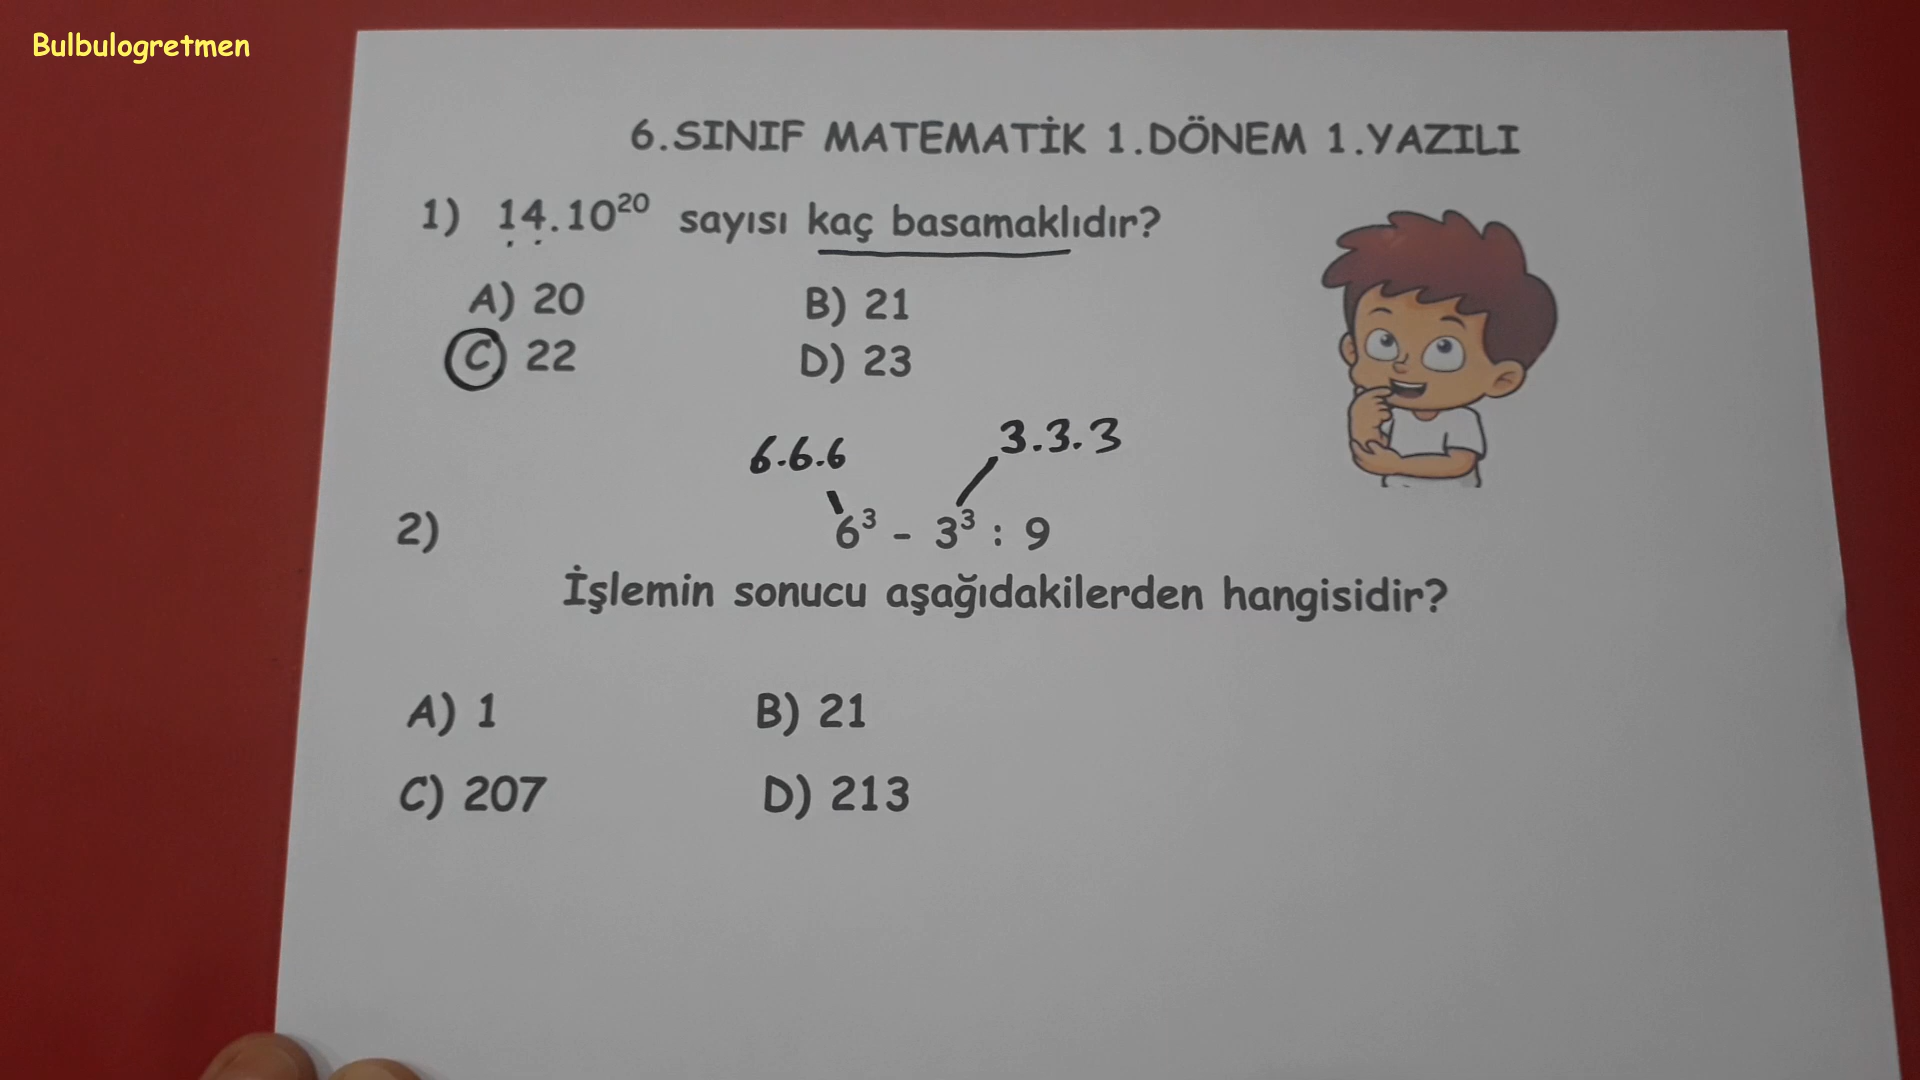 Bulbulogretmen
6.SINIF MATEMATİK 1.DÖNEM 1.YAZILI
1) 14.10²⁰ sayısı kaç basamaklıdır?
A) 20 B) 21
C) 22 D) 23
6.6.6 3.3.3
2) 6³ - 3³ : 9
İşlemin sonucu aşağıdakilerden hangisidir?
A) 1 B) 21
C) 207 D) 213